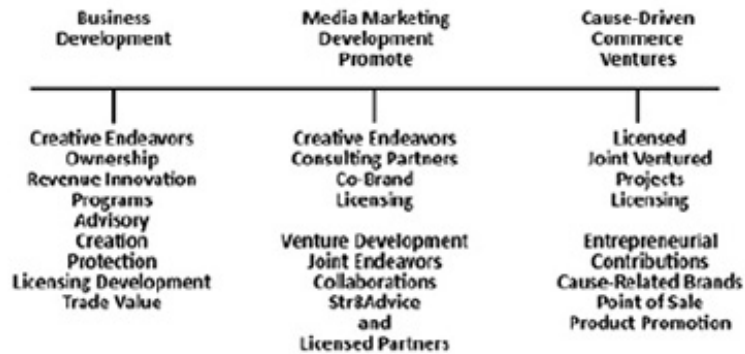 Business
Development
Media Marketing
Development
Promote
Cause-Driven
Commerce
Ventures
Creative Endeavors
Ownership
Revenue Innovation
Programs
Advisory
Creation
Protection
Licensing Development
Trade Value
Creative Endeavors
Consulting Partners
Co-Brand
Licensing
Venture Development
Joint Endeavors
Collaborations
Str8Advice
and
Licensed Partners
Licensed
Joint Ventured
Projects
Licensing
Entrepreneurial
Contributions
Cause-Related Brands
Point of Sale
Product Promotion